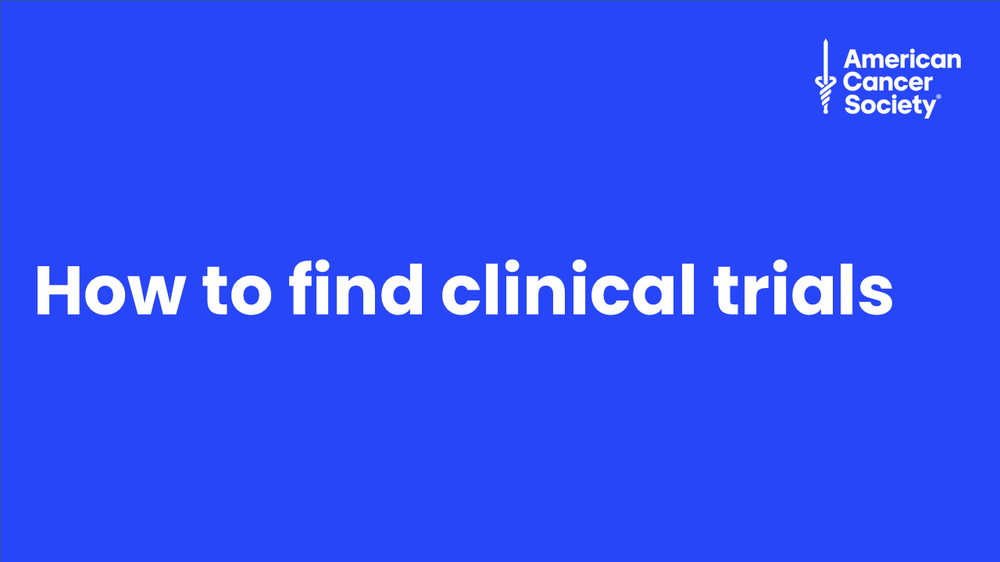 American
Cancer
Society®
How to find clinical trials